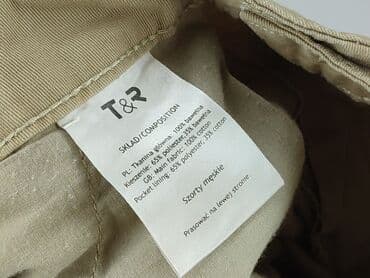 T&R
SKŁAD/COMPOSITION
PL: Tkanina główna: 100% bawełna
Kieszenie: 65% poliester, 35% bawełna
GB: Main fabric: 100% cotton
Pocket lining: 65% polyester, 35% cotton
Szorty męskie
Prasować na lewej stronie